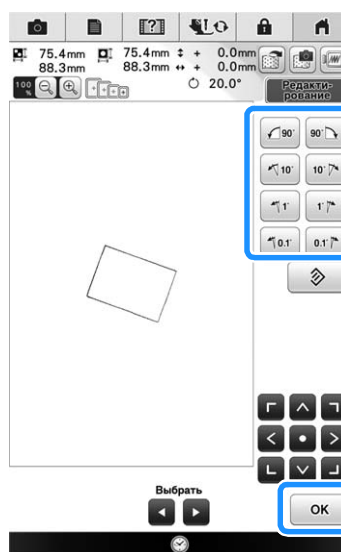 75.4mm 75.4mm + 0.0mm
88.3mm 88.3mm + 0.0mm
100 % 20.0°
Редакти-
рование
90° 90°
10° 10°
1° 1°
0.1° 0.1°
Выбрать
OK